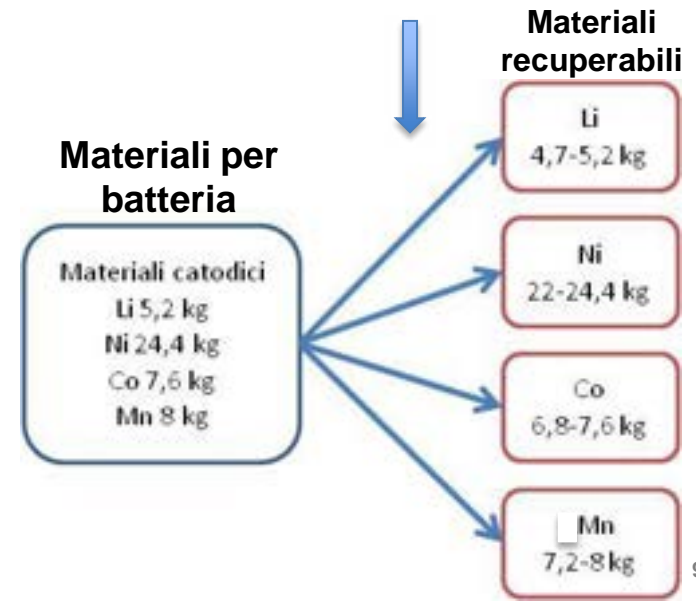 Materiali
recuperabili
Materiali per
batteria
Materiali catodici
Li 5,2 kg
Ni 24,4 kg
Co 7,6 kg
Mn 8 kg
Li
4,7-5,2 kg
Ni
22-24,4 kg
Co
6,8-7,6 kg
Mn
7,2-8 kg
9